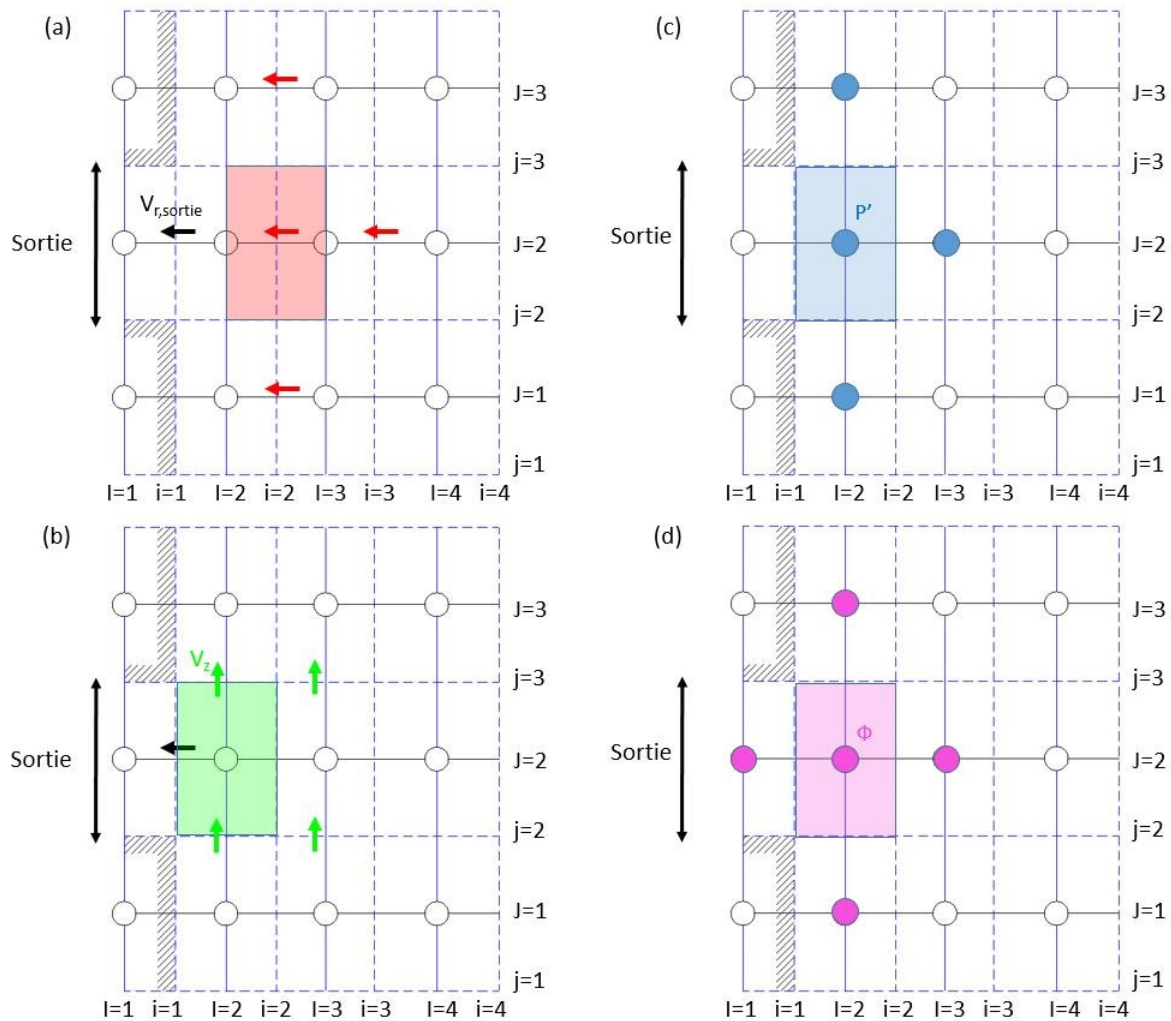 (a)
J=3
j=3
V_r,sortie
Sortie
J=2
j=2
J=1
j=1
I=1 i=1 I=2 i=2 I=3 i=3 I=4 i=4
(c)
J=3
j=3
P'
Sortie
J=2
j=2
J=1
j=1
I=1 i=1 I=2 i=2 I=3 i=3 I=4 i=4
(b)
J=3
V_z
j=3
Sortie
J=2
j=2
J=1
j=1
I=1 i=1 I=2 i=2 I=3 i=3 I=4 i=4
(d)
J=3
j=3
Φ
Sortie
J=2
j=2
J=1
j=1
I=1 i=1 I=2 i=2 I=3 i=3 I=4 i=4